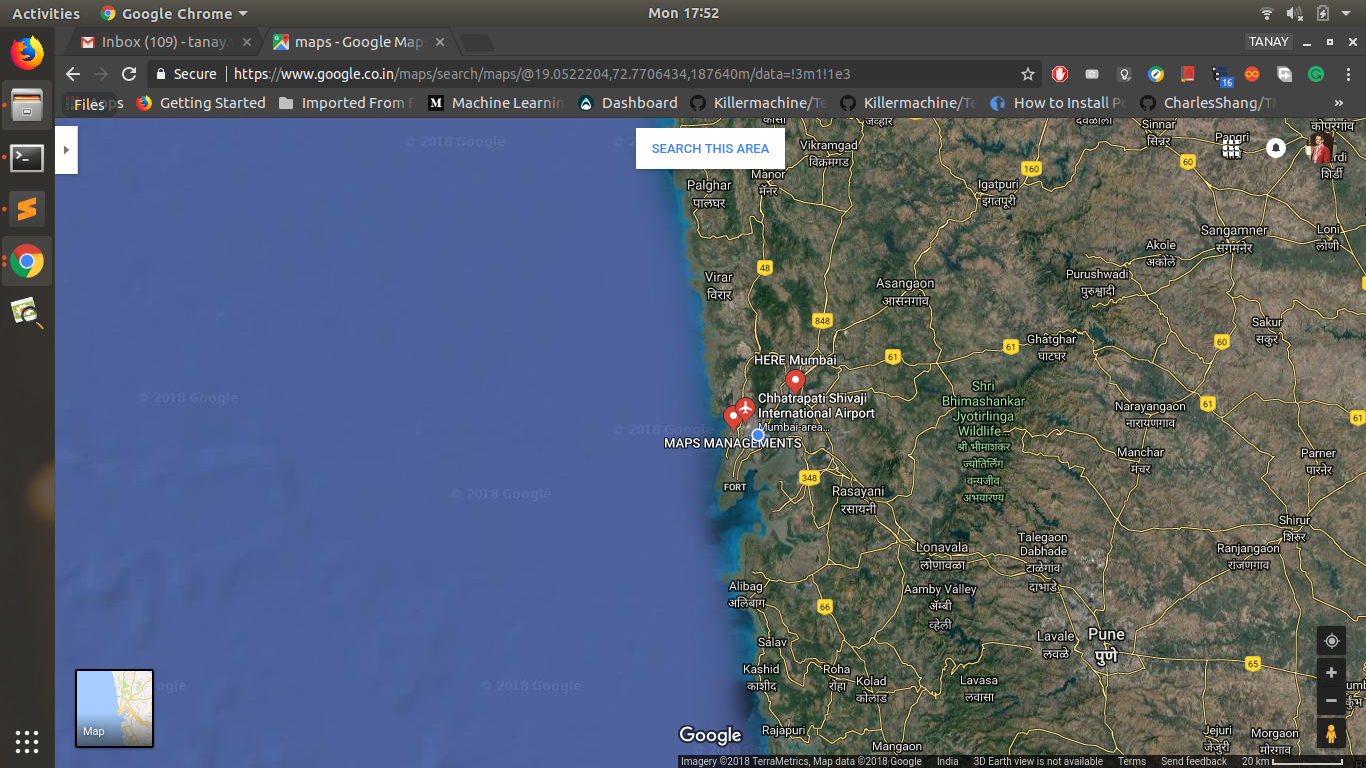 Activities Google Chrome Mon 17:52
Inbox (109) - tanay. maps - Google Map TANAY
Secure https://www.google.co.in/maps/search/maps/@19.0522204,72.7706434,187640m/data=!3m1!1e3 16
Files Getting Started Imported From F Machine Learnin Dashboard Killermachine/Te Killermachine/Te How to Install Po CharlesShang/T »
SEARCH THIS AREA
© 2018 Google
Vikramgad
विक्रमगड
Sinnar
सिन्नर
Pangri
कोपरगांव
60
160
Manor
मॅनर
Palghar
पालघर
Igatpuri
इगतपुरी
शिर्डी
Sangamner
संगमनेर
Loni
लोणी
Akole
अकोले
48
Virar
विरार
Asangaon
आसनगांव
Purushwadi
पुरुषवादी
848
Sakur
सकुर
60
Ghatghar
घाटघर
61
61
HERE Mumbai
Chhatrapati Shivaji
International Airport
Mumbai-area...
MAPS MANAGEMENTS
Shri
Bhimashankar
Jyotirlinga
Wildlife...
श्री भीमाशंकर
ज्योतिर्लिंग
वन्यजीव
अभयारण्य
Narayangaon
नारायणगाव
61
61
© 2018 Google
© 2018 Google
Manchar
मंचर
Parner
पारनेर
348
FORT
Rasayani
रसायनी
© 2018 Google
Shirur
शिरुर
Lonavala
लोणावळा
Talegaon
Dabhade
टाळेगांव
दाभाडे
Ranjangaon
रांजणगाव
Alibag
अलिबाग
66
Aamby Valley
ॲम्बी
व्हेली
Salav
Lavale
लवळे
Pune
पुणे
65
Kashid
काशीद
Roha
रोहा
Kolad
कोलाड
Lavasa
लवासा
© 2018 Google
Map
Rajapuri
Mangaon
Jejuri
जेजुरी
Morgaon
मोरगाव
Google
Imagery ©2018 TerraMetrics, Map data ©2018 Google India 3D Earth view is not available Terms Send feedback 20 km